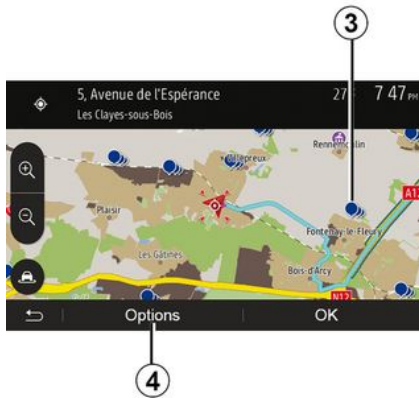 3
5, Avenue de l'Espérance
Les Clayes-sous-Bois
7 47 PM
Rennemoulin
Villepreux
Plaisir
A12
Fontenay-le-Fleury
Les Gâtines
Bois-d'Arcy
N12
Options
OK
4